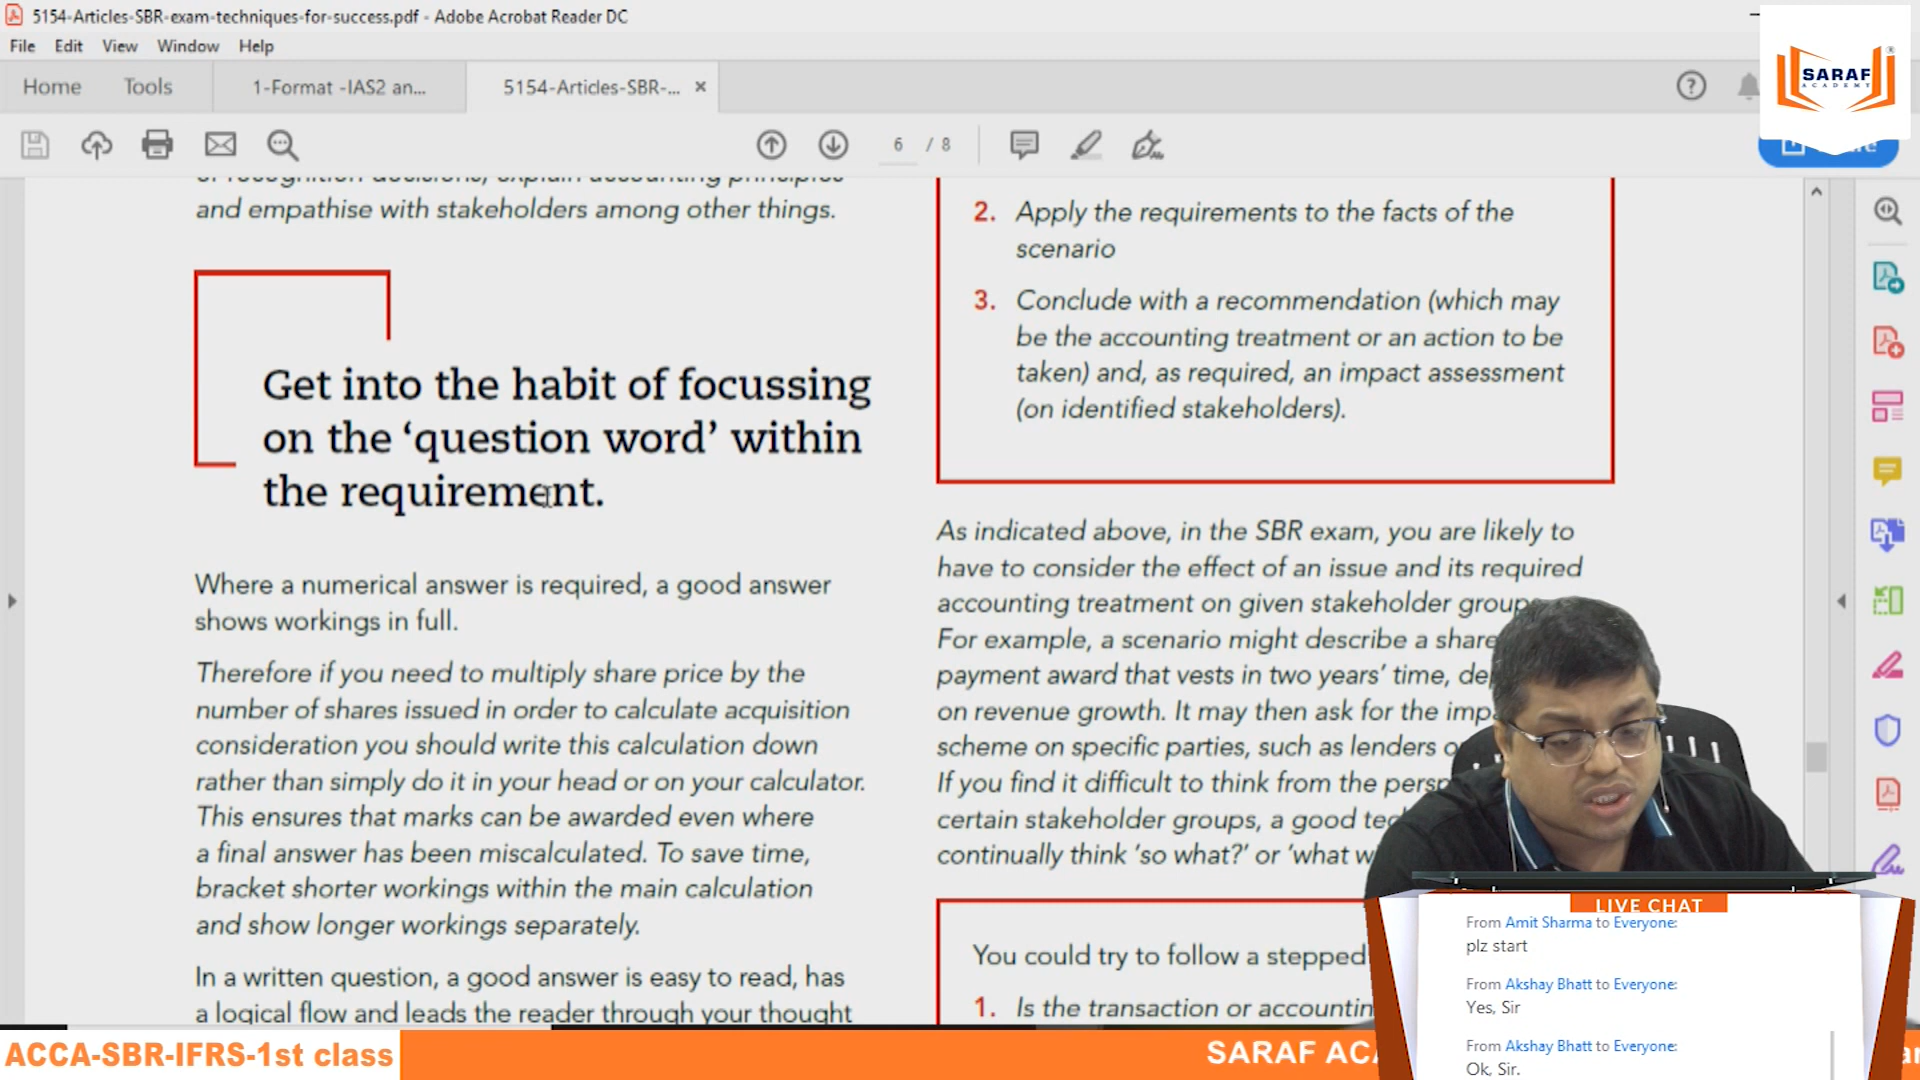 5154-Articles-SBR-exam-techniques-for-success.pdf - Adobe Acrobat Reader DC
File Edit View Window Help
Home Tools 1-Format -IAS2 an... 5154-Articles-SBR-... ×
6 / 8
SARAF
ACADEMY
and empathise with stakeholders among other things.
Get into the habit of focussing
on the ‘question word’ within
the requirement.
Where a numerical answer is required, a good answer
shows workings in full.
Therefore if you need to multiply share price by the
number of shares issued in order to calculate acquisition
consideration you should write this calculation down
rather than simply do it in your head or on your calculator.
This ensures that marks can be awarded even where
a final answer has been miscalculated. To save time,
bracket shorter workings within the main calculation
and show longer workings separately.
In a written question, a good answer is easy to read, has
a logical flow and leads the reader through your thought
2. Apply the requirements to the facts of the
scenario
3. Conclude with a recommendation (which may
be the accounting treatment or an action to be
taken) and, as required, an impact assessment
(on identified stakeholders).
As indicated above, in the SBR exam, you are likely to
have to consider the effect of an issue and its required
accounting treatment on given stakeholder
For example, a scenario might describe a share
payment award that vests in two years’ time,
on revenue growth. It may then ask for the
scheme on specific parties, such as lenders
If you find it difficult to think from the
certain stakeholder groups, a good
continually think ‘so what?’ or ‘what
You could try to follow a stepped
1. Is the transaction or
LIVE CHAT
From Amit Sharma to Everyone:
plz start
From Akshay Bhatt to Everyone:
Yes, Sir
From Akshay Bhatt to Everyone:
Ok, Sir.
ACCA-SBR-IFRS-1st class
SARAF